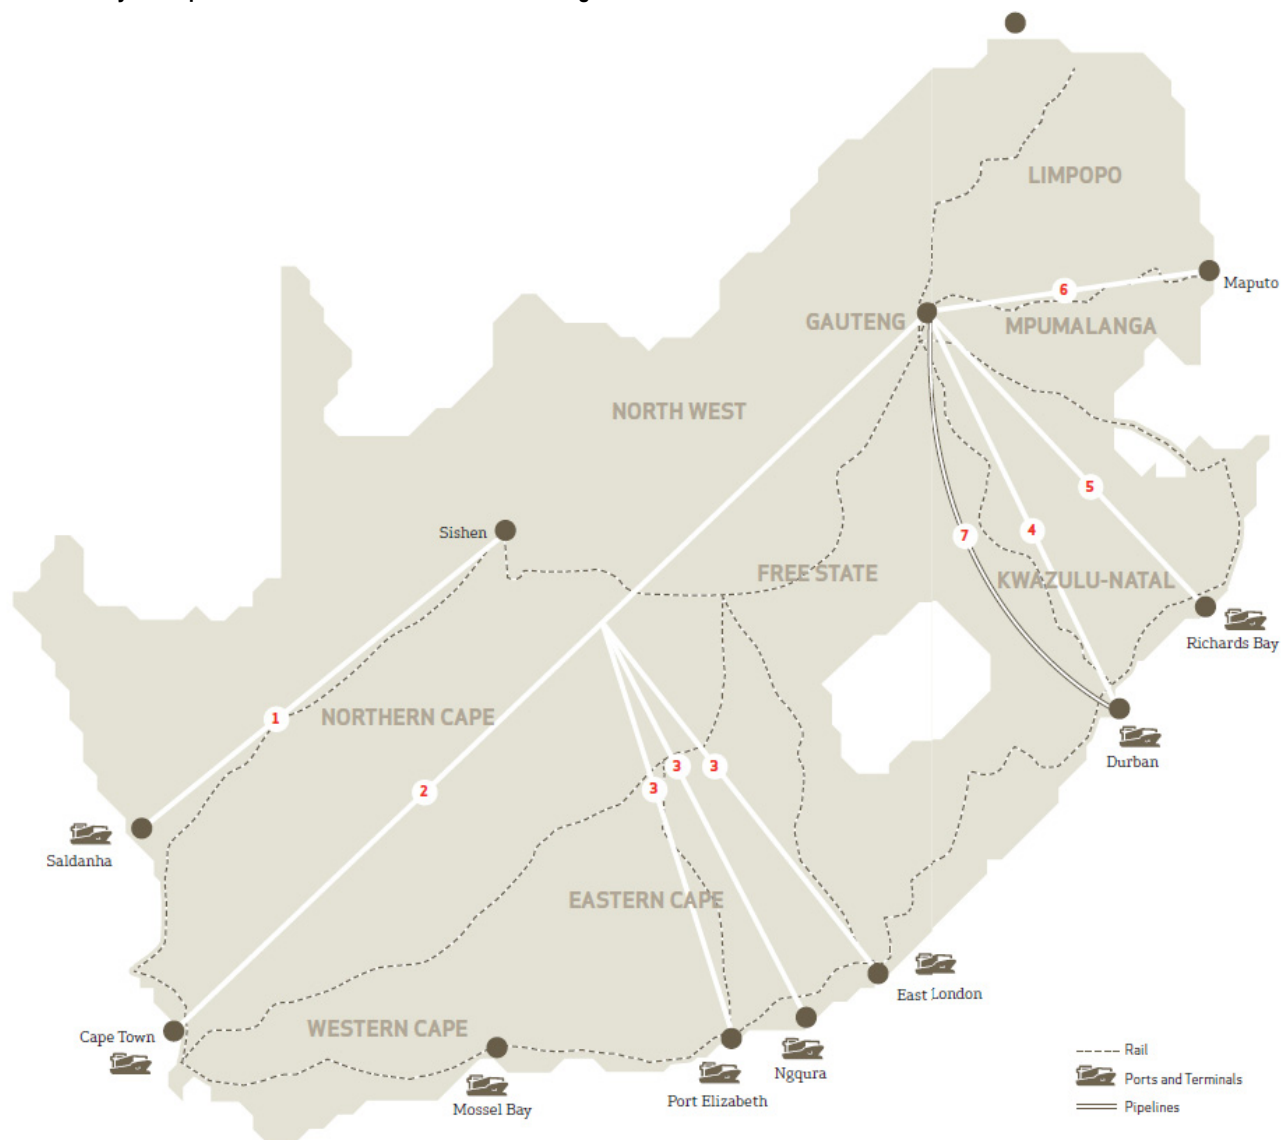 LIMPOPO
Maputo
6
GAUTENG
MPUMALANGA
NORTH WEST
5
Sishen
4
7
FREE STATE
KWAZULU-NATAL
Richards Bay
1
NORTHERN CAPE
Durban
3
3
3
2
Saldanha
EASTERN CAPE
East London
Cape Town
WESTERN CAPE
Ngqura
Port Elizabeth
Mossel Bay
Rail
Ports and Terminals
Pipelines